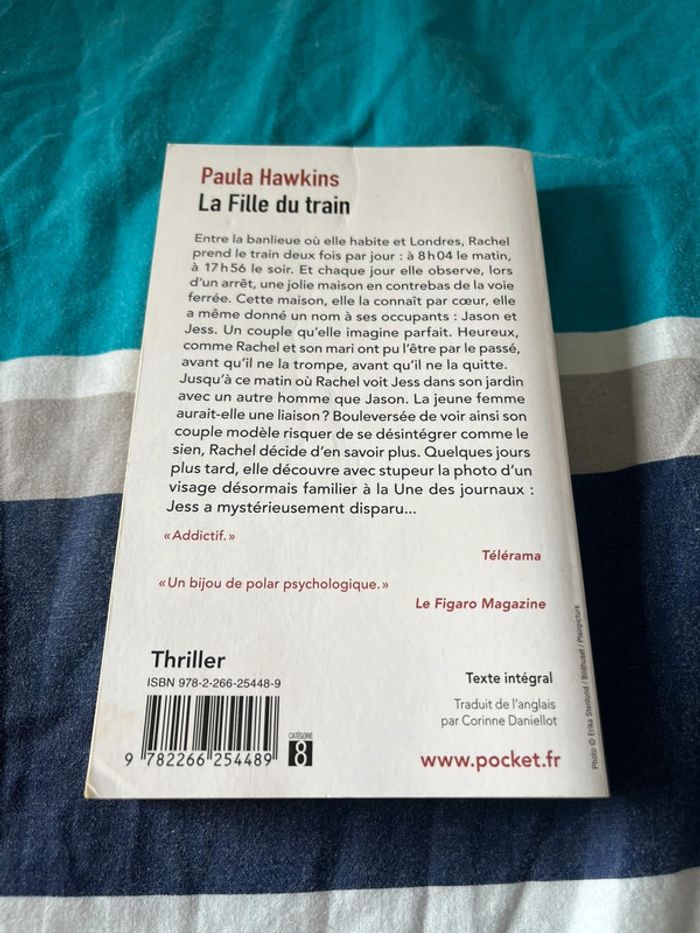 Paula Hawkins
La Fille du train
Entre la banlieue où elle habite et Londres, Rachel
prend le train deux fois par jour : à 8 h 04 le matin,
à 17 h 56 le soir. Et chaque jour elle observe, lors
d'un arrêt, une jolie maison en contrebas de la voie
ferrée. Cette maison, elle la connaît par cœur, elle
a même donné un nom à ses occupants : Jason et
Jess. Un couple qu'elle imagine parfait. Heureux,
comme Rachel et son mari ont pu l'être par le passé,
avant qu'il ne la trompe, avant qu'il ne la quitte.
Jusqu'à ce matin où Rachel voit Jess dans son jardin
avec un autre homme que Jason. La jeune femme
aurait-elle une liaison ? Bouleversée de voir ainsi son
couple modèle risquer de se désintégrer comme le
sien, Rachel décide d'en savoir plus. Quelques jours
plus tard, elle découvre avec stupeur la photo d'un
visage désormais familier à la Une des journaux :
Jess a mystérieusement disparu...
« Addictif. »
Télérama
« Un bijou de polar psychologique. »
Le Figaro Magazine
Thriller
ISBN 978-2-266-25448-9
9 782266 254489
CATÉGORIE
8
Texte intégral
Traduit de l'anglais
par Corinne Daniellot
www.pocket.fr
Photo © Erika Stenlund / Bildhuset / Plainpicture